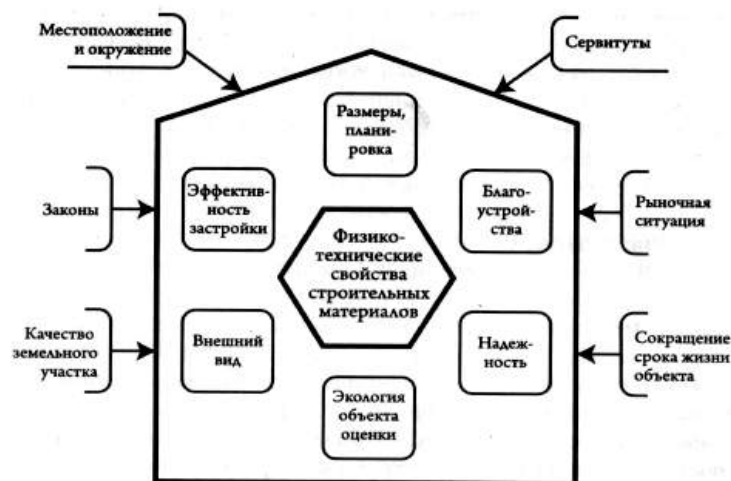 Местоположение
и окружение
Сервитуты
Размеры,
плани-
ровка
Законы
Эффектив-
ность
застройки
Благо-
устрой-
ства
Рыночная
ситуация
Физико-
технические
свойства
строительных
материалов
Качество
земельного
участка
Внешний
вид
Надеж-
ность
Сокращение
срока жизни
объекта
Экология
объекта
оценки